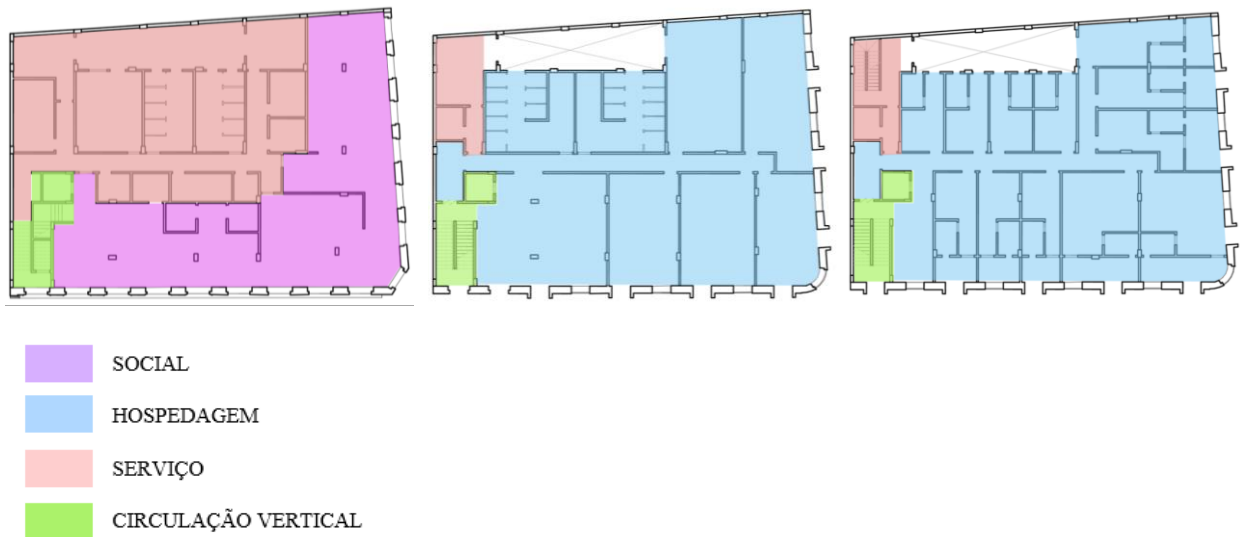 SOCIAL
HOSPEDAGEM
SERVIÇO
CIRCULAÇÃO VERTICAL